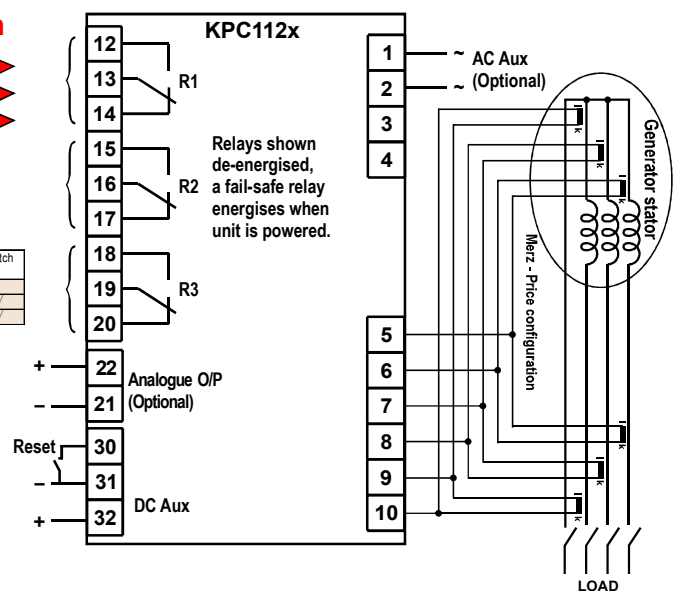 KPC112x
12
13
14
R1
15
16
17
R2
18
19
20
R3
Relays shown
de-energised,
a fail-safe relay
energises when
unit is powered.
+ 22
– 21
Analogue O/P
(Optional)
Reset 30
– 31
+ 32
DC Aux
1 ~ AC Aux
2 ~ (Optional)
3
4
5
6
7
8
9
10
l
k
l
k
l
k
Generator stator
Merz - Price configuration
l
k
l
k
l
k
LOAD